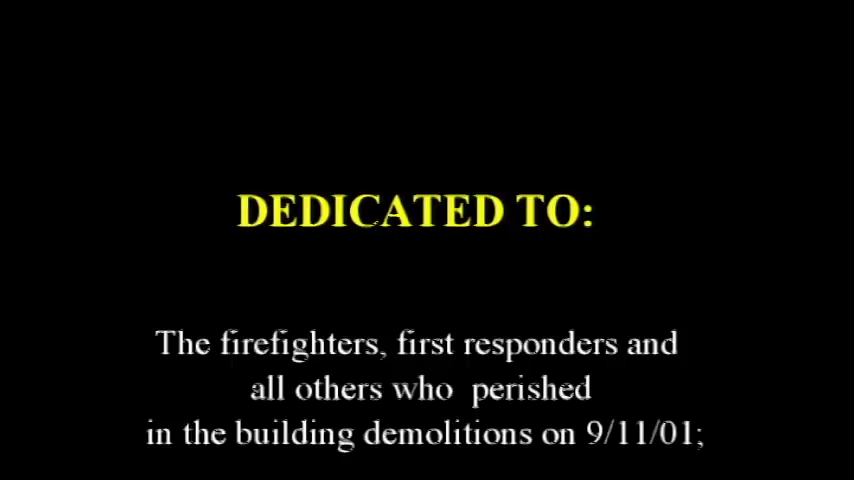 DEDICATED TO:
The firefighters, first responders and
all others who perished
in the building demolitions on 9/11/01;